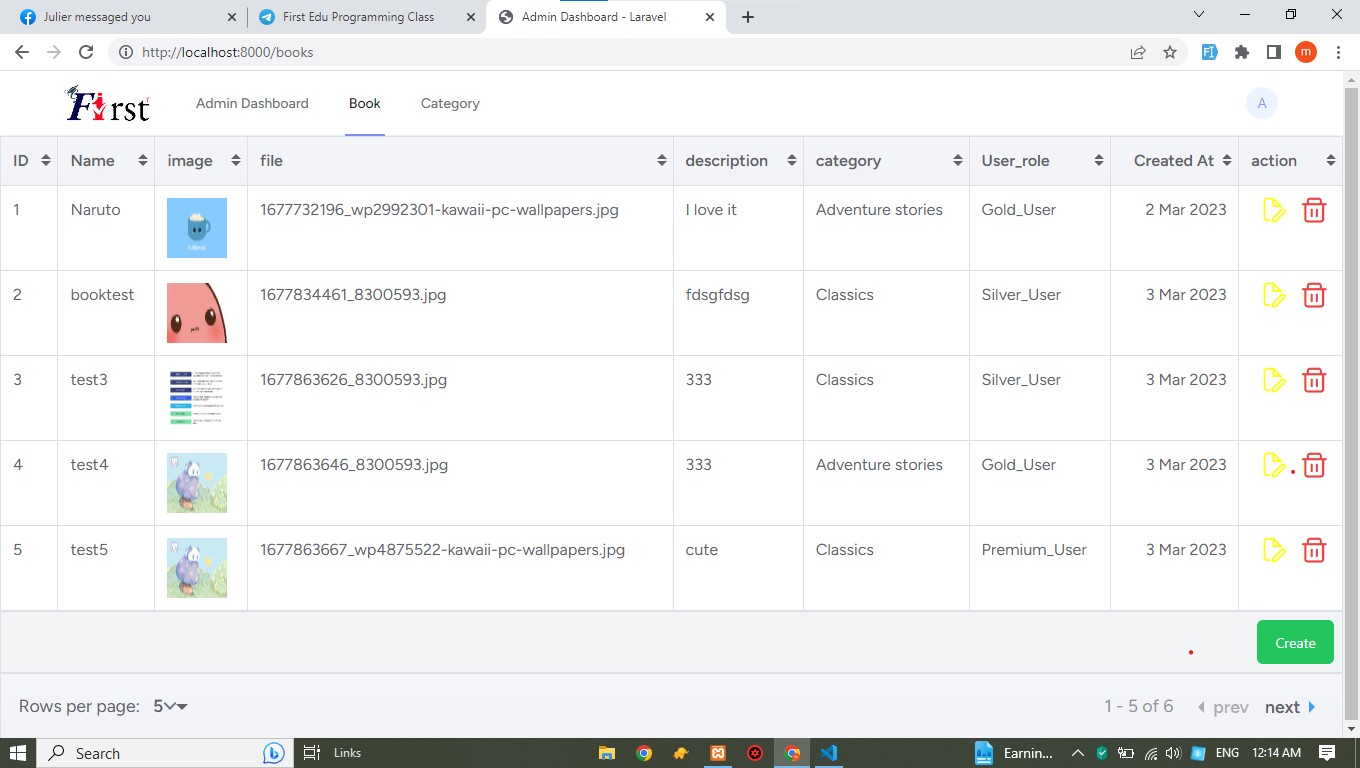 Julier messaged you
First Edu Programming Class
Admin Dashboard - Laravel
http://localhost:8000/books
m
First
Admin Dashboard
Book
Category
A
ID Name image file description category User_role Created At action
1 Naruto 1677732196_wp2992301-kawaii-pc-wallpapers.jpg I love it Adventure stories Gold_User 2 Mar 2023
2 booktest 1677834461_8300593.jpg fdsgfdsg Classics Silver_User 3 Mar 2023
3 test3 1677863626_8300593.jpg 333 Classics Silver_User 3 Mar 2023
4 test4 1677863646_8300593.jpg 333 Adventure stories Gold_User 3 Mar 2023
5 test5 1677863667_wp4875522-kawaii-pc-wallpapers.jpg cute Classics Premium_User 3 Mar 2023
Create
Rows per page: 5
1 - 5 of 6 prev next
Search
Links
Earnin...
ENG
12:14 AM